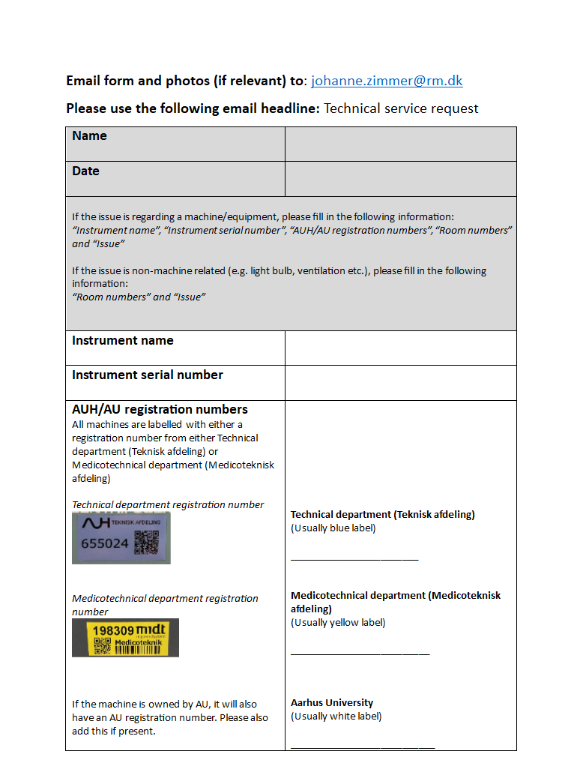 Email form and photos (if relevant) to: johanne.zimmer@rm.dk
Please use the following email headline: Technical service request
Name
Date
If the issue is regarding a machine/equipment, please fill in the following information:
"Instrument name", "Instrument serial number", "AUH/AU registration numbers", "Room numbers"
and "Issue"
If the issue is non-machine related (e.g. light bulb, ventilation etc.), please fill in the following
information:
"Room numbers" and "Issue"
Instrument name
Instrument serial number
AUH/AU registration numbers
All machines are labelled with either a
registration number from either Technical
department (Teknisk afdeling) or
Medicotechnical department (Medicoteknisk
afdeling)
Technical department registration number
AUH TEKNISK AFDELING
655024
Technical department (Teknisk afdeling)
(Usually blue label)
Medicotechnical department registration
number
198309 midt
Medicoteknik
Medicotechnical department (Medicoteknisk
afdeling)
(Usually yellow label)
If the machine is owned by AU, it will also
have an AU registration number. Please also
add this if present.
Aarhus University
(Usually white label)